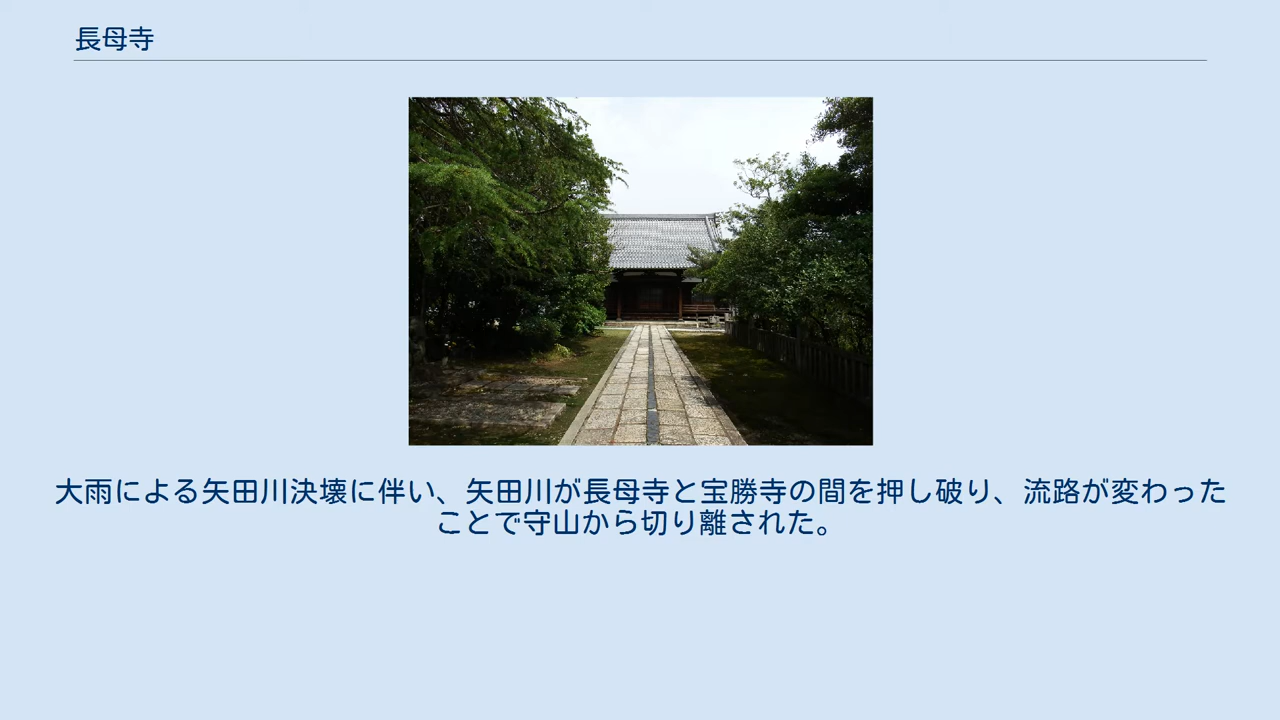 長母寺
大雨による矢田川決壊に伴い、矢田川が長母寺と宝勝寺の間を押し破り、流路が変わった
ことで守山から切り離された。